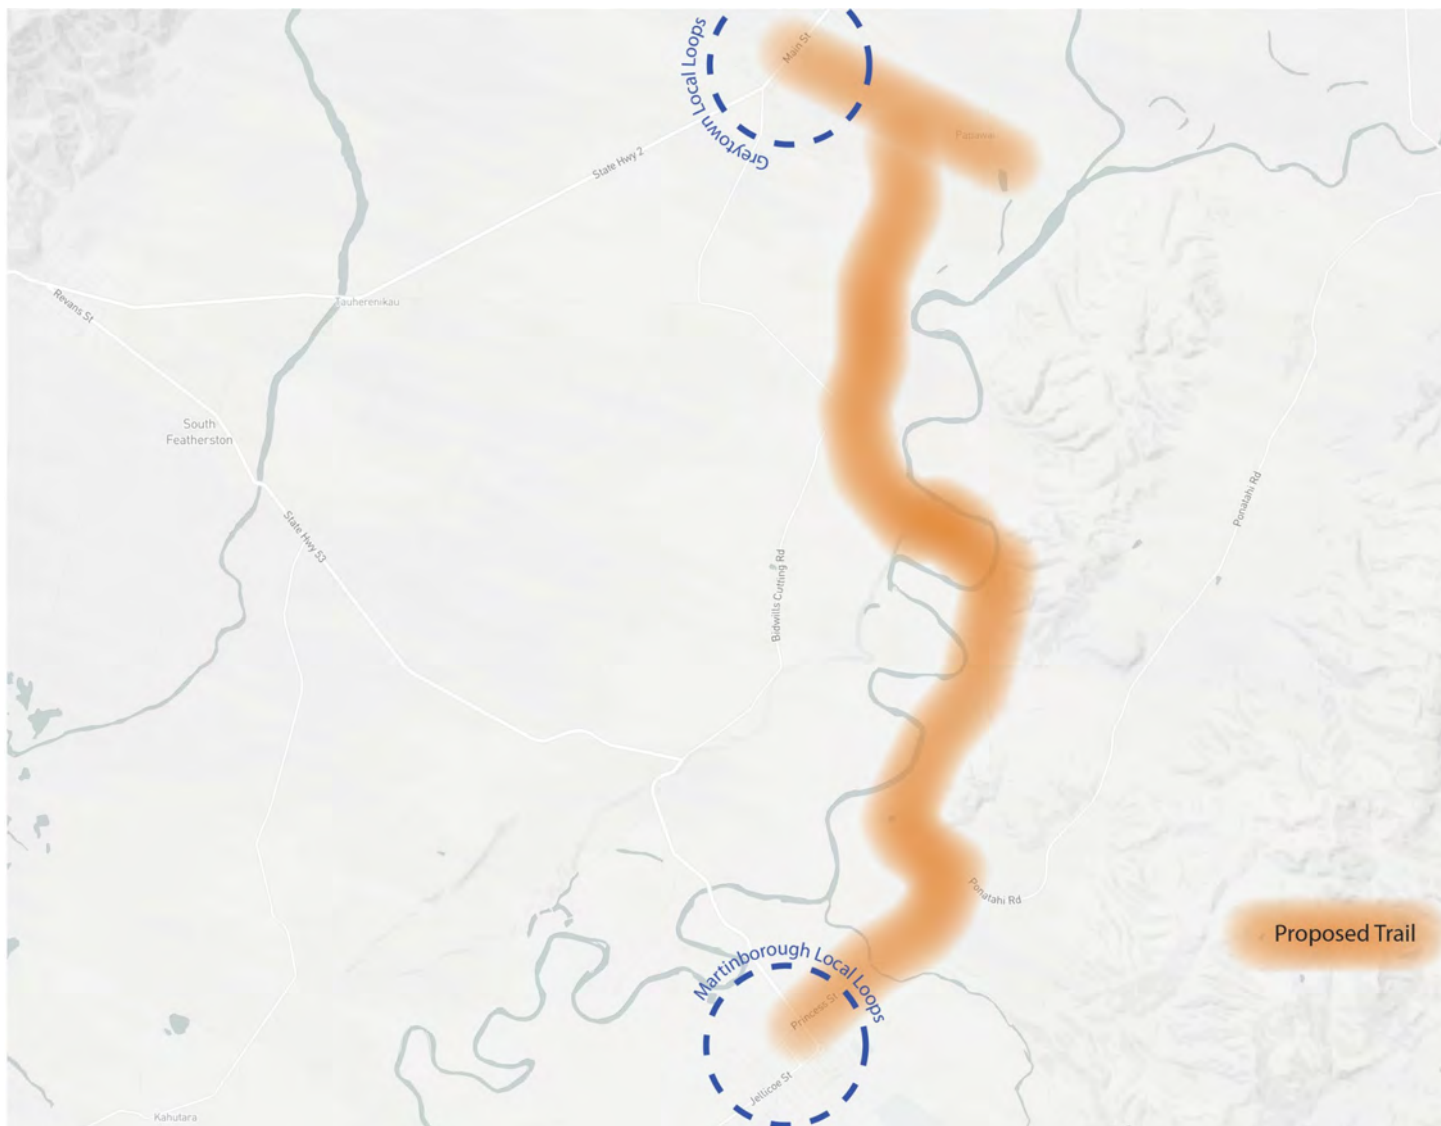 Main St
Greytown Local Loops
Papawai
State Hwy 2
Revans St
Tauherenikau
South
Featherston
State Hwy 53
Ponatahi Rd
Bidwills Cutting Rd
Ponatahi Rd
Proposed Trail
Martinborough Local Loops
Princess St
Jellicoe St
Kahutara